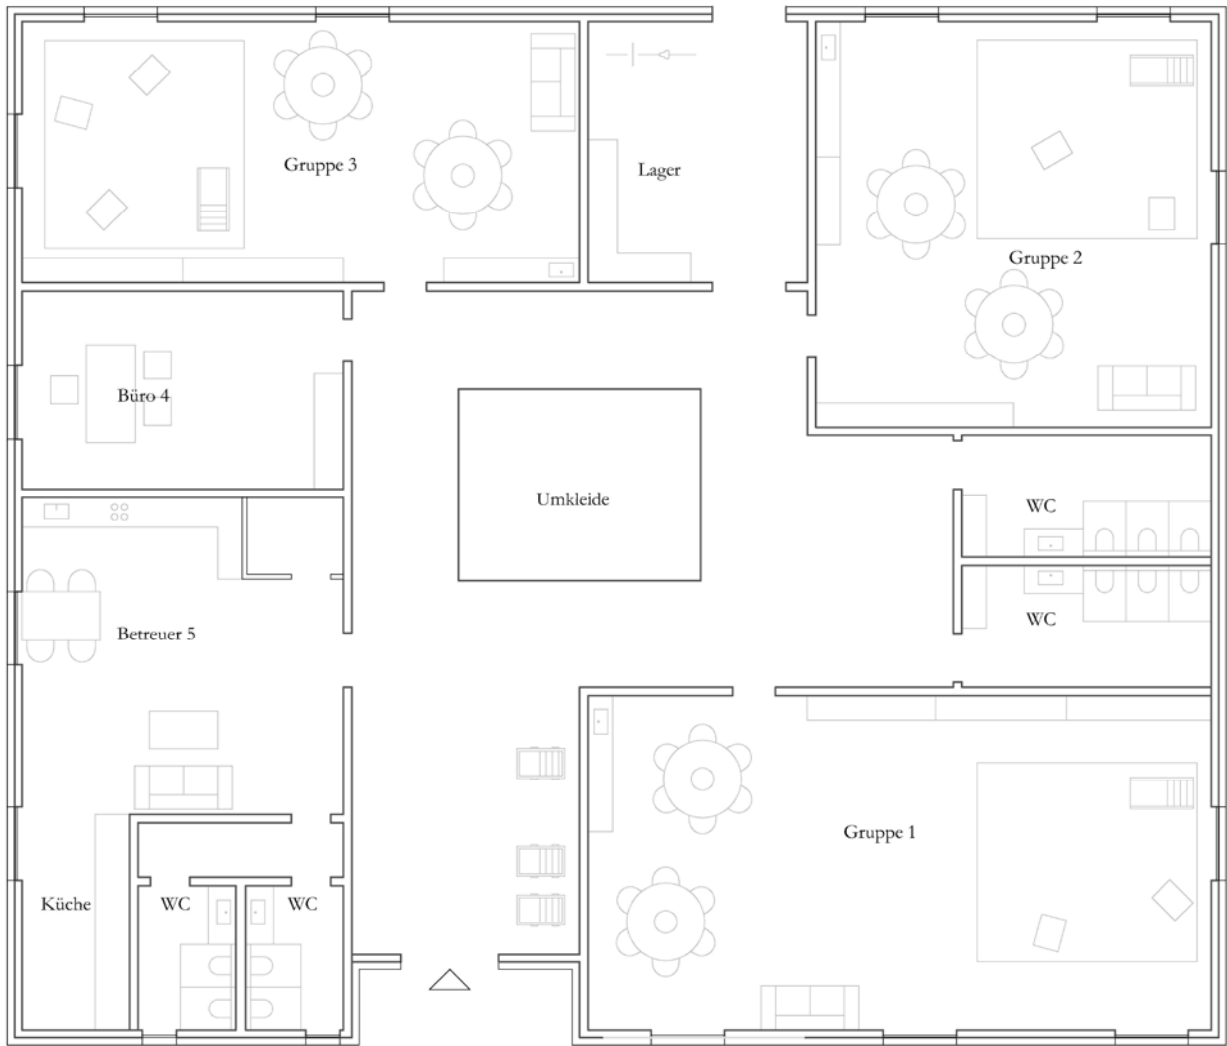 Gruppe 3
Lager
Gruppe 2
Büro 4
Umkleide
WC
WC
Betreuer 5
Gruppe 1
Küche
WC
WC